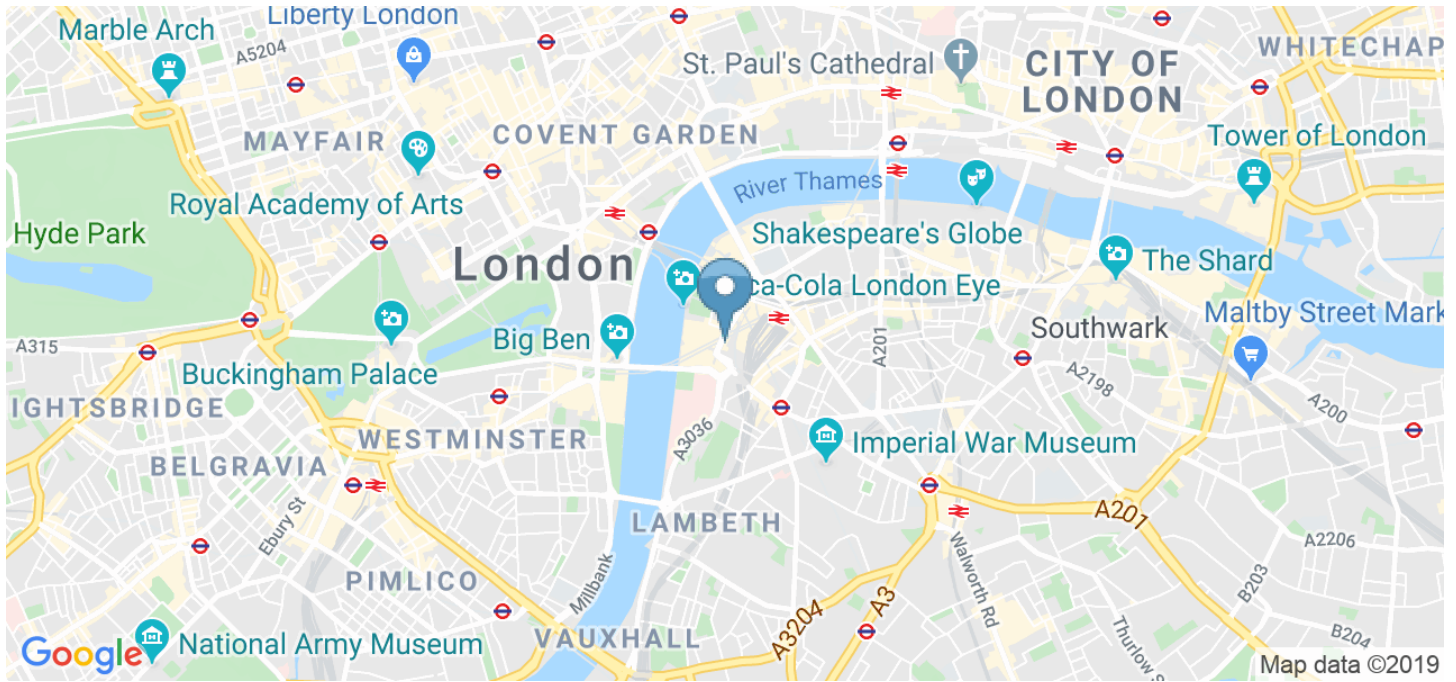 Liberty London
Marble Arch
A5204
St. Paul's Cathedral
CITY OF
LONDON
WHITECHAP
MAYFAIR
COVENT GARDEN
Tower of London
River Thames
Royal Academy of Arts
Hyde Park
Shakespeare's Globe
London
The Shard
ca-Cola London Eye
Maltby Street Mark
Southwark
Big Ben
A315
A201
Buckingham Palace
A2198
IGHTSBRIDGE
A200
WESTMINSTER
A3036
Imperial War Museum
BELGRAVIA
Ebury St
LAMBETH
A201
A2206
Millbank
Walworth Rd
PIMLICO
B203
A3
A3204
VAUXHALL
Thurlow S
B204
National Army Museum
Google
Map data ©2019